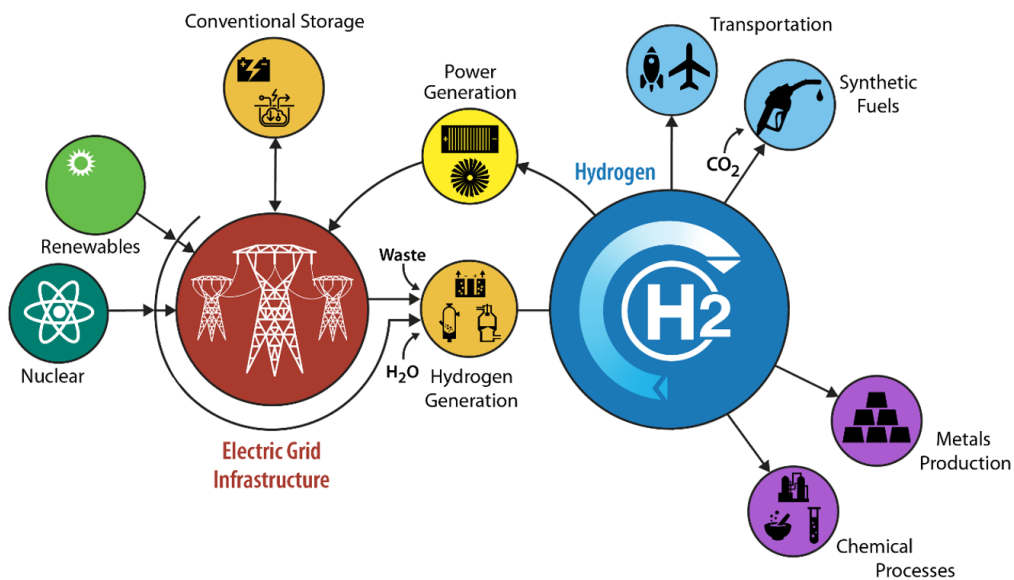 Conventional Storage
Transportation
Power
Generation
Synthetic
Fuels
CO₂
Hydrogen
Renewables
Waste
H2
H₂O
Nuclear
Hydrogen
Generation
Electric Grid
Infrastructure
Metals
Production
Chemical
Processes